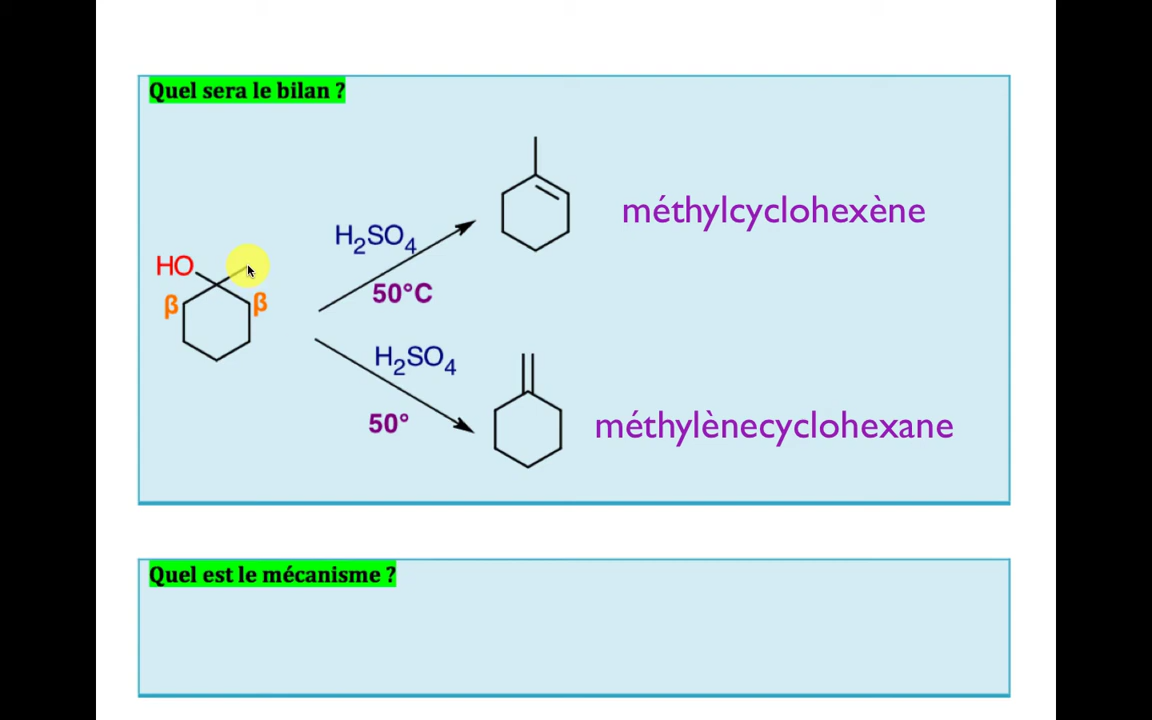 Quel sera le bilan ?
méthylcyclohexène
H2SO4
50°C
HO
β β
H2SO4
50°
méthylènecyclohexane
Quel est le mécanisme ?